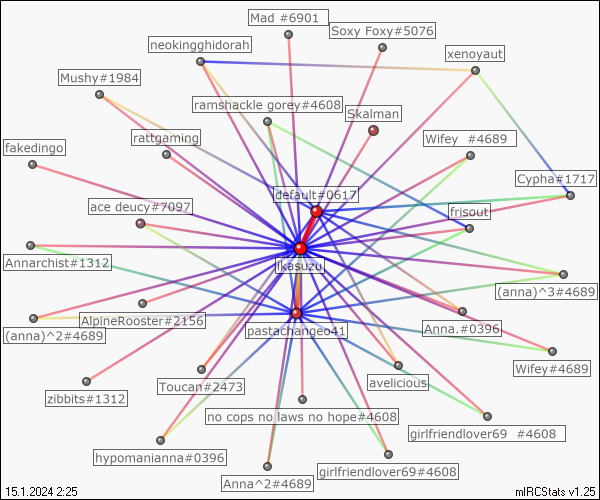 Mad #6901
Soxy Foxy#5076
neokingghidorah
xenoyaut
Mushy#1984
ramshackle gorey#4608
Skalman
rattgaming
Wifey #4689
fakedingo
Cypha#1717
default#0617
ace deucy#7097
frisout
Annarchist#1312
ikasuzu
(anna)^3#4689
AlpineRooster#2156
(anna)^2#4689
pastachangeo41
Anna.#0396
Wifey#4689
Toucan#2473
avelicious
zibbits#1312
no cops no laws no hope#4608
girlfriendlover69 #4608
hypomanianna#0396
girlfriendlover69#4608
Anna^2#4689
15.1.2024 2:25
mIRCStats v1.25